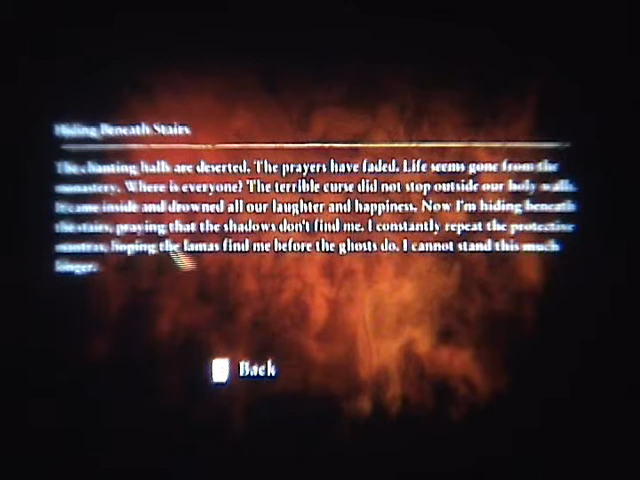 Hiding Beneath Stairs
The chanting halls are deserted. The prayers have faded. Life seems gone from the
monastery. Where is everyone? The terrible curse did not stop outside our holy walls.
It came inside and drowned all our laughter and happiness. Now I'm hiding beneath
the stairs, praying that the shadows don't find me. I constantly repeat the protective
mantras, hoping the lamas find me before the ghosts do. I cannot stand this much
longer.
Back